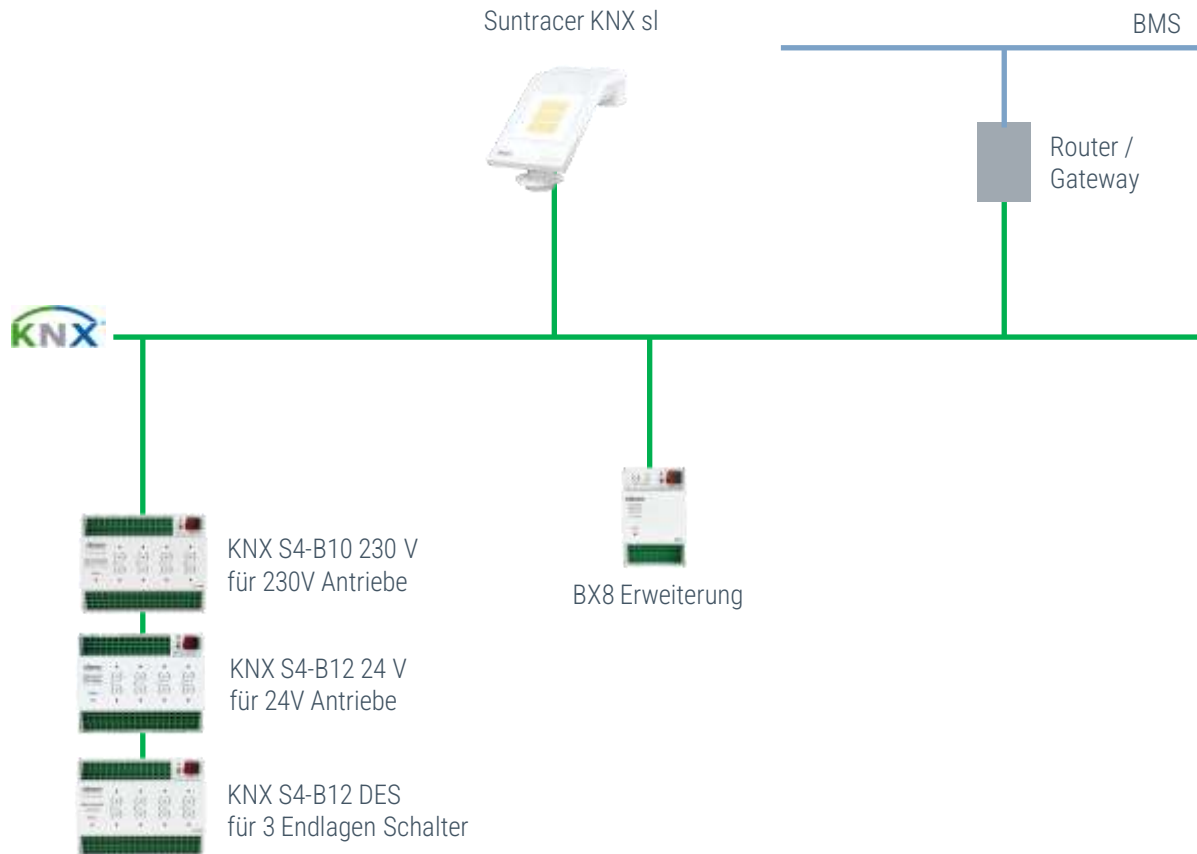 Suntracer KNX sl
BMS
Router /
Gateway
KNX
KNX S4-B10 230 V
für 230V Antriebe
BX8 Erweiterung
KNX S4-B12 24 V
für 24V Antriebe
KNX S4-B12 DES
für 3 Endlagen Schalter